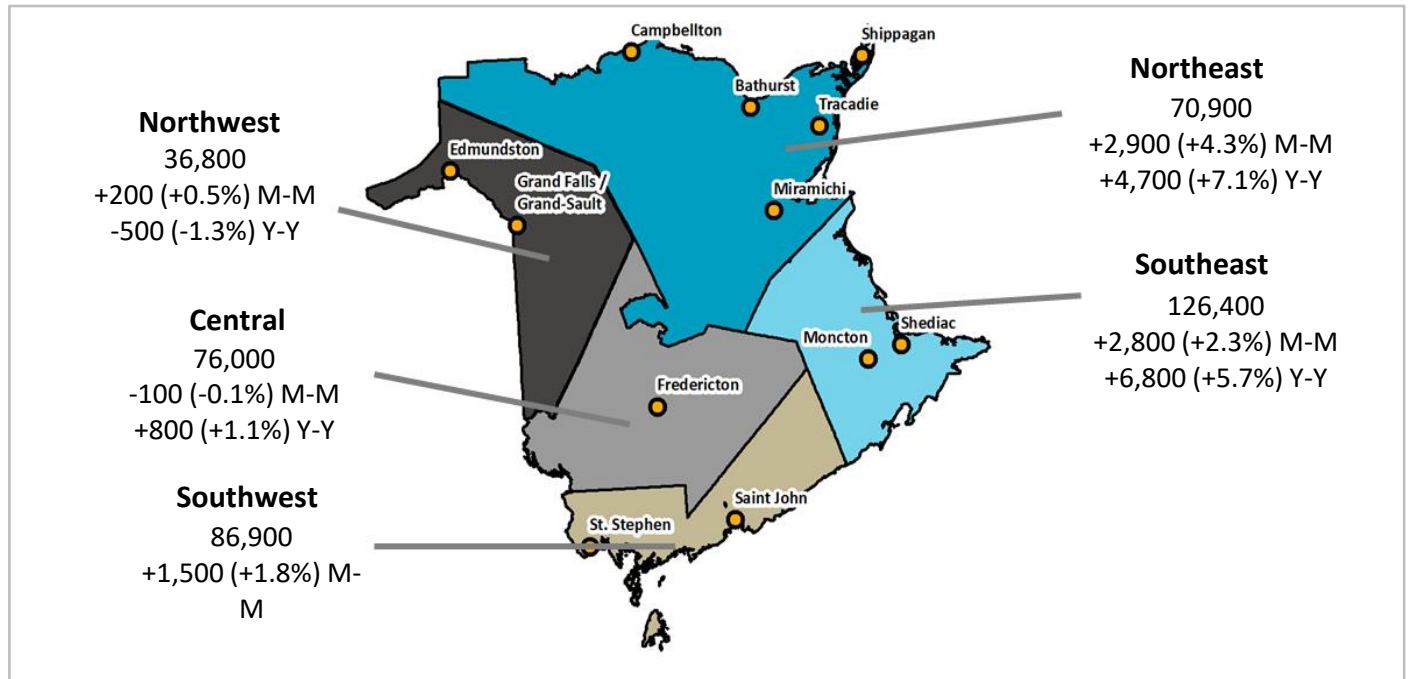 Northwest
36,800
+200 (+0.5%) M-M
-500 (-1.3%) Y-Y
Central
76,000
-100 (-0.1%) M-M
+800 (+1.1%) Y-Y
Southwest
86,900
+1,500 (+1.8%) M-
M
Campbellton
Shippagan
Bathurst
Tracadie
Edmundston
Grand Falls /
Grand-Sault
Miramichi
Moncton
Shediac
Fredericton
Saint John
St. Stephen
Northeast
70,900
+2,900 (+4.3%) M-M
+4,700 (+7.1%) Y-Y
Southeast
126,400
+2,800 (+2.3%) M-M
+6,800 (+5.7%) Y-Y